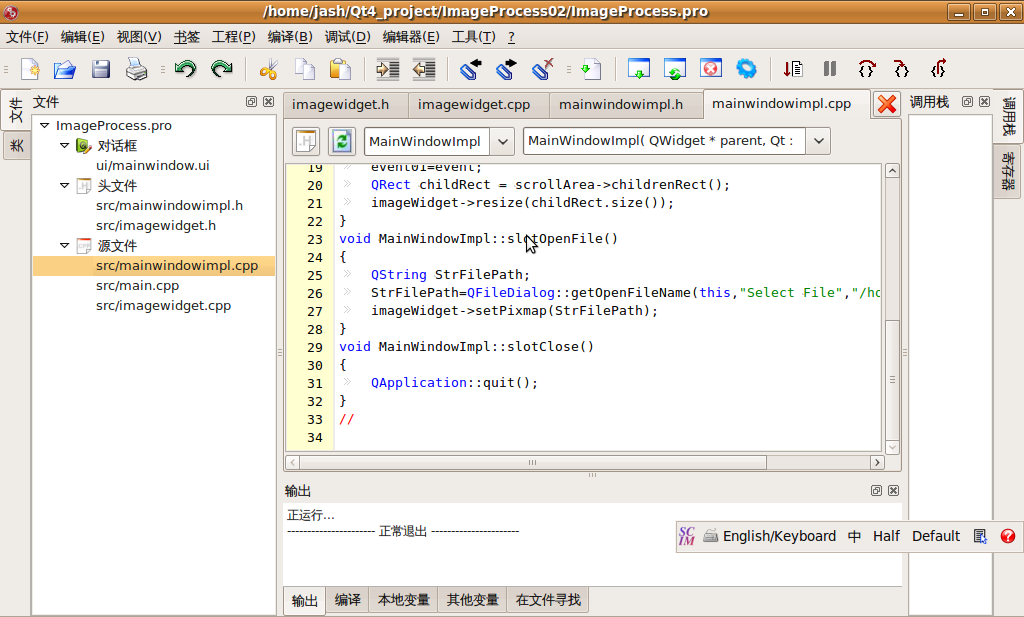 /home/jash/Qt4_project/ImageProcess02/ImageProcess.pro
文件(F) 编辑(E) 视图(V) 书签 工程(P) 编译(B) 调试(D) 编辑器(E) 工具(T) ?
文件
类
文件
ImageProcess.pro
对话框
ui/mainwindow.ui
头文件
src/mainwindowimpl.h
src/imagewidget.h
源文件
src/mainwindowimpl.cpp
src/main.cpp
src/imagewidget.cpp
imagewidget.h imagewidget.cpp mainwindowimpl.h mainwindowimpl.cpp
MainWindowImpl MainWindowImpl( QWidget * parent, Qt :
19 event01=event;
20 QRect childRect = scrollArea->childrenRect();
21 imageWidget->resize(childRect.size());
22 }
23 void MainWindowImpl::slotOpenFile()
24 {
25 QString StrFilePath;
26 StrFilePath=QFileDialog::getOpenFileName(this,"Select File","/ho
27 imageWidget->setPixmap(StrFilePath);
28 }
29 void MainWindowImpl::slotClose()
30 {
31 QApplication::quit();
32 }
33 //
34
输出
正运行...
---------------------- 正常退出 ----------------------
输出 编译 本地变量 其他变量 在文件寻找
调用栈
调用栈
寄存器
SCIM English/Keyboard 中 Half Default